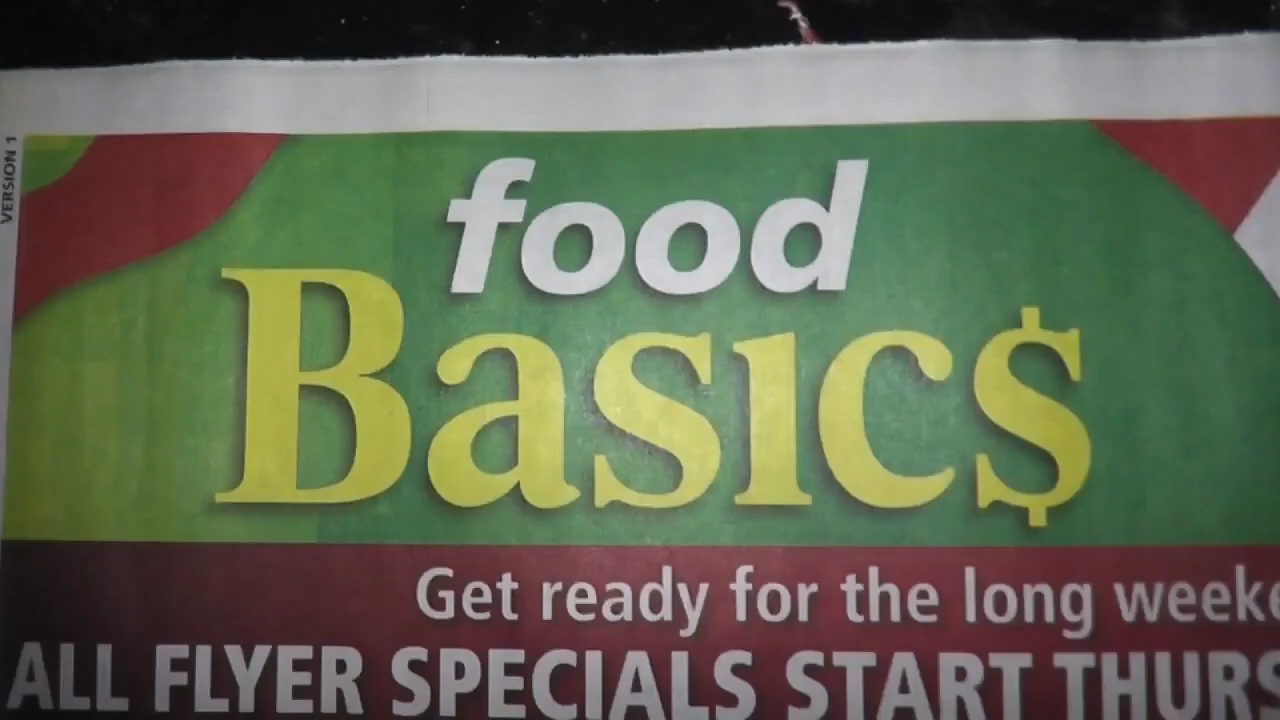 VERSION 1
food
Basic$
Get ready for the long weeke
ALL FLYER SPECIALS START THURS